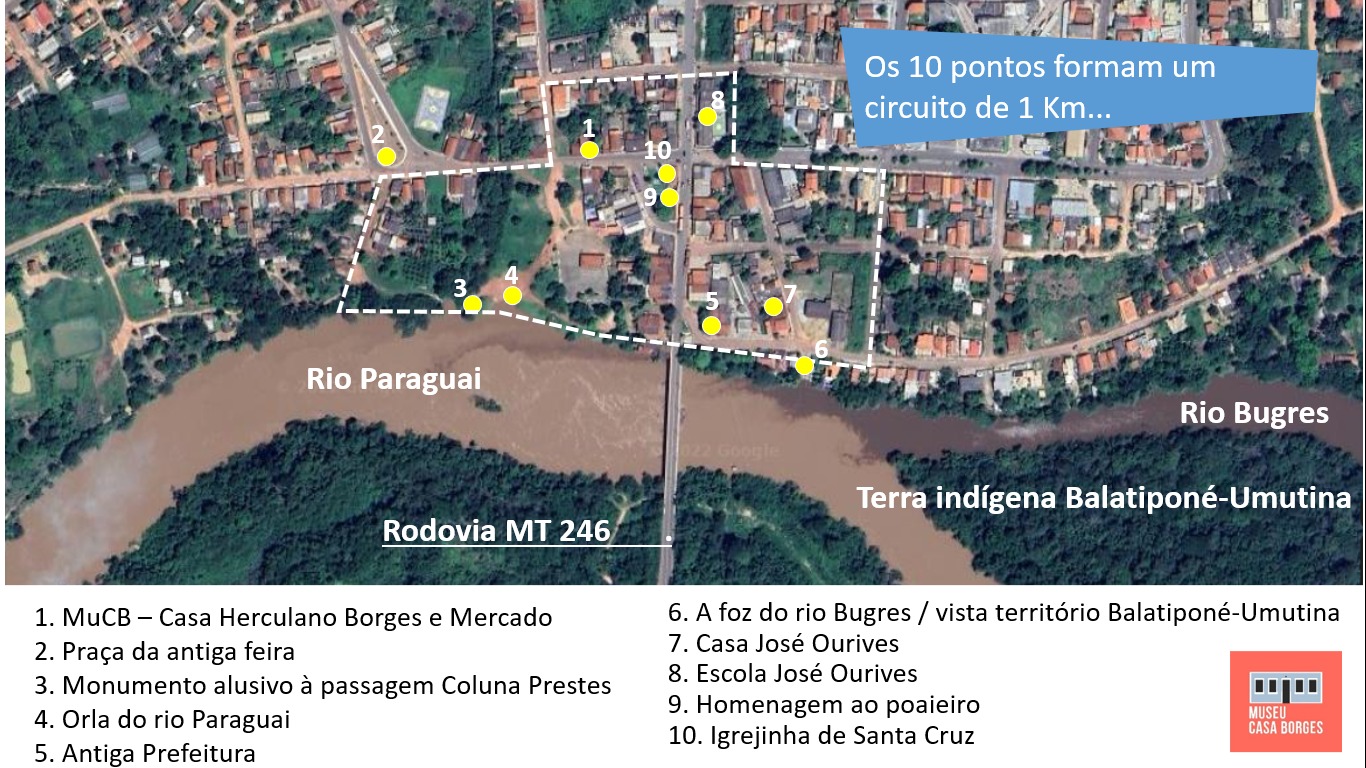 Os 10 pontos formam um
circuito de 1 Km...
8
1
2
10
9
4
3
7
5
6
Rio Paraguai
Rio Bugres
2022 Google
Terra indígena Balatiponé-Umutina
Rodovia MT 246 .
1. MuCB – Casa Herculano Borges e Mercado
2. Praça da antiga feira
3. Monumento alusivo à passagem Coluna Prestes
4. Orla do rio Paraguai
5. Antiga Prefeitura
6. A foz do rio Bugres / vista território Balatiponé-Umutina
7. Casa José Ourives
8. Escola José Ourives
9. Homenagem ao poaieiro
10. Igrejinha de Santa Cruz
MUSEU
CASA BORGES